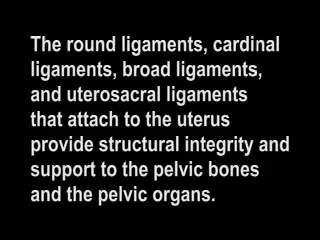 The round ligaments, cardinal
ligaments, broad ligaments,
and uterosacral ligaments
that attach to the uterus
provide structural integrity and
support to the pelvic bones
and the pelvic organs.